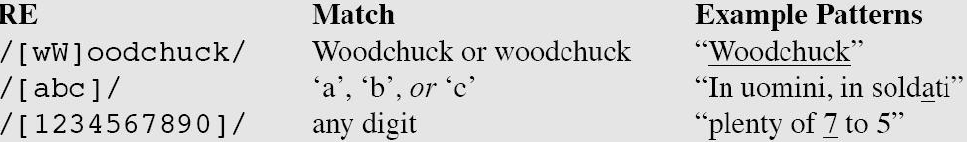 RE Match Example Patterns
/[wW]oodchuck/ Woodchuck or woodchuck “Woodchuck”
/[abc]/ ‘a’, ‘b’, or ‘c’ “In uomini, in soldati”
/[1234567890]/ any digit “plenty of 7 to 5”